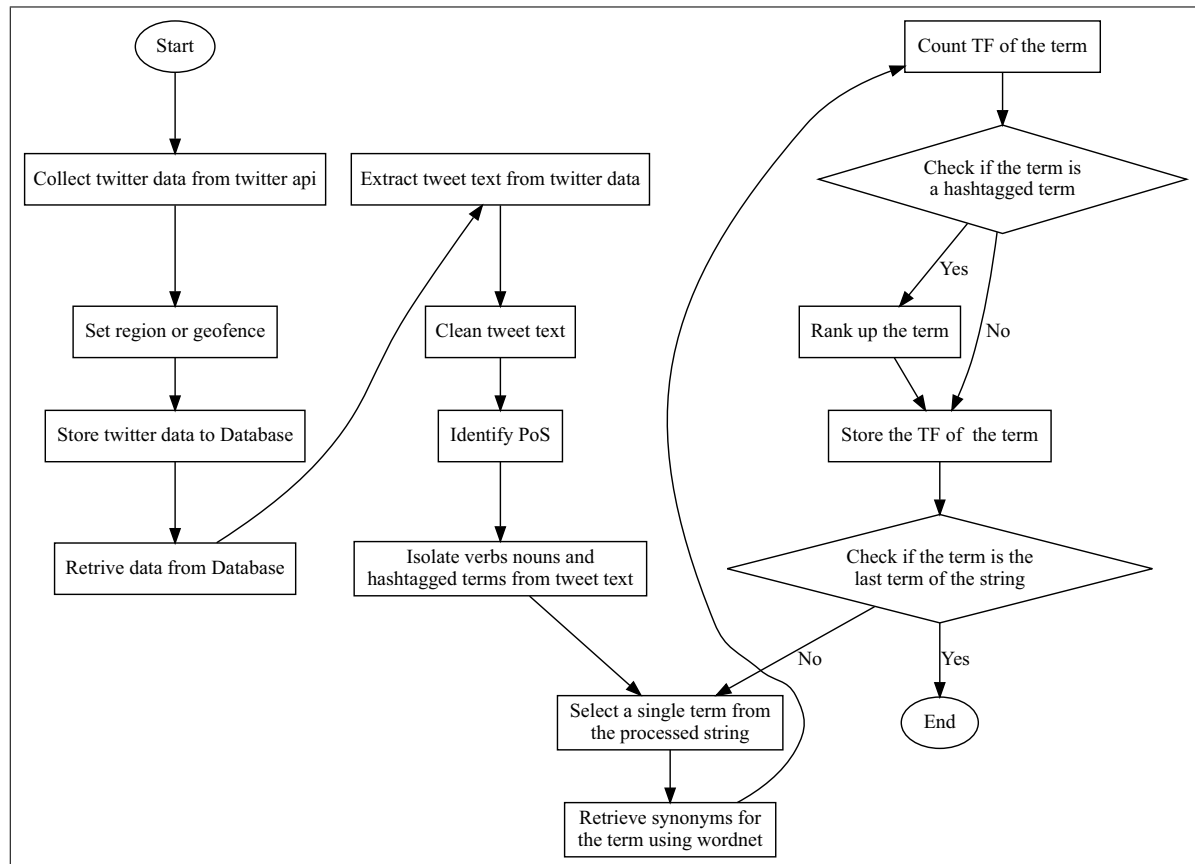 Start
Collect twitter data from twitter api
Set region or geofence
Store twitter data to Database
Retrive data from Database
Extract tweet text from twitter data
Clean tweet text
Identify PoS
Isolate verbs nouns and
hashtagged terms from tweet text
Select a single term from
the processed string
Retrieve synonyms for
the term using wordnet
Count TF of the term
Check if the term is
a hashtagged term
Yes
No
Rank up the term
Store the TF of  the term
Check if the term is the
last term of the string
No
Yes
End